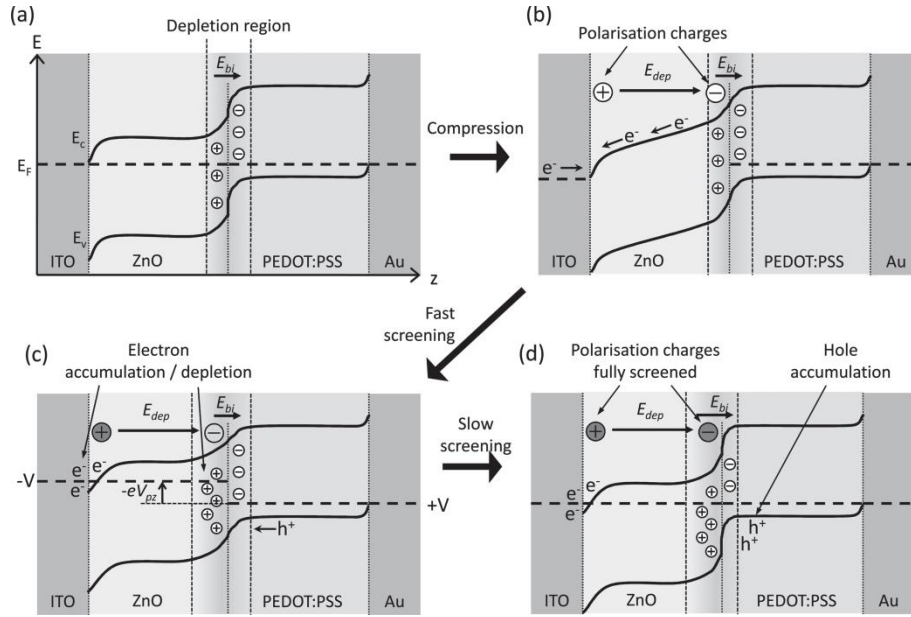 (a)
Depletion region
E
E_bi
E_c
E_F
E_v
ITO
ZnO
PEDOT:PSS
Au
z
⊖
⊖
⊕ ⊖
⊕
⊕
Compression
(b)
Polarisation charges
E_bi
E_dep
⊕
⊖
e⁻
e⁻
e⁻
⊖
⊖
⊕ ⊖
⊕
⊕
ITO
ZnO
PEDOT:PSS
Au
Fast
screening
(c)
Electron
accumulation / depletion
E_bi
E_dep
⊕
⊖
e⁻
e⁻
e⁻
⊖
⊖
⊖
⊕
⊕
⊕
⊕
⊕
-V
-eV_pz
+V
h⁺
ITO
ZnO
PEDOT:PSS
Au
Slow
screening
(d)
Polarisation charges
fully screened
Hole
accumulation
E_bi
E_dep
⊕
⊖
e⁻
e⁻
e⁻
⊖
⊖
⊕
⊕
⊕
⊕
⊕
⊕
h⁺
h⁺
ITO
ZnO
PEDOT:PSS
Au